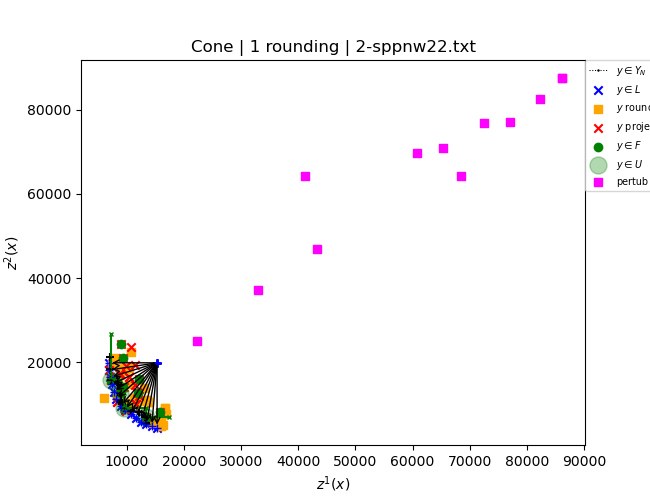 Cone | 1 rounding | 2-sppnw22.txt
80000
60000
40000
20000
z²(x)
10000 20000 30000 40000 50000 60000 70000 80000 90000
z¹(x)
y ∈ Y_N
y ∈ L
y roun
y proje
y ∈ F
y ∈ U
pertub